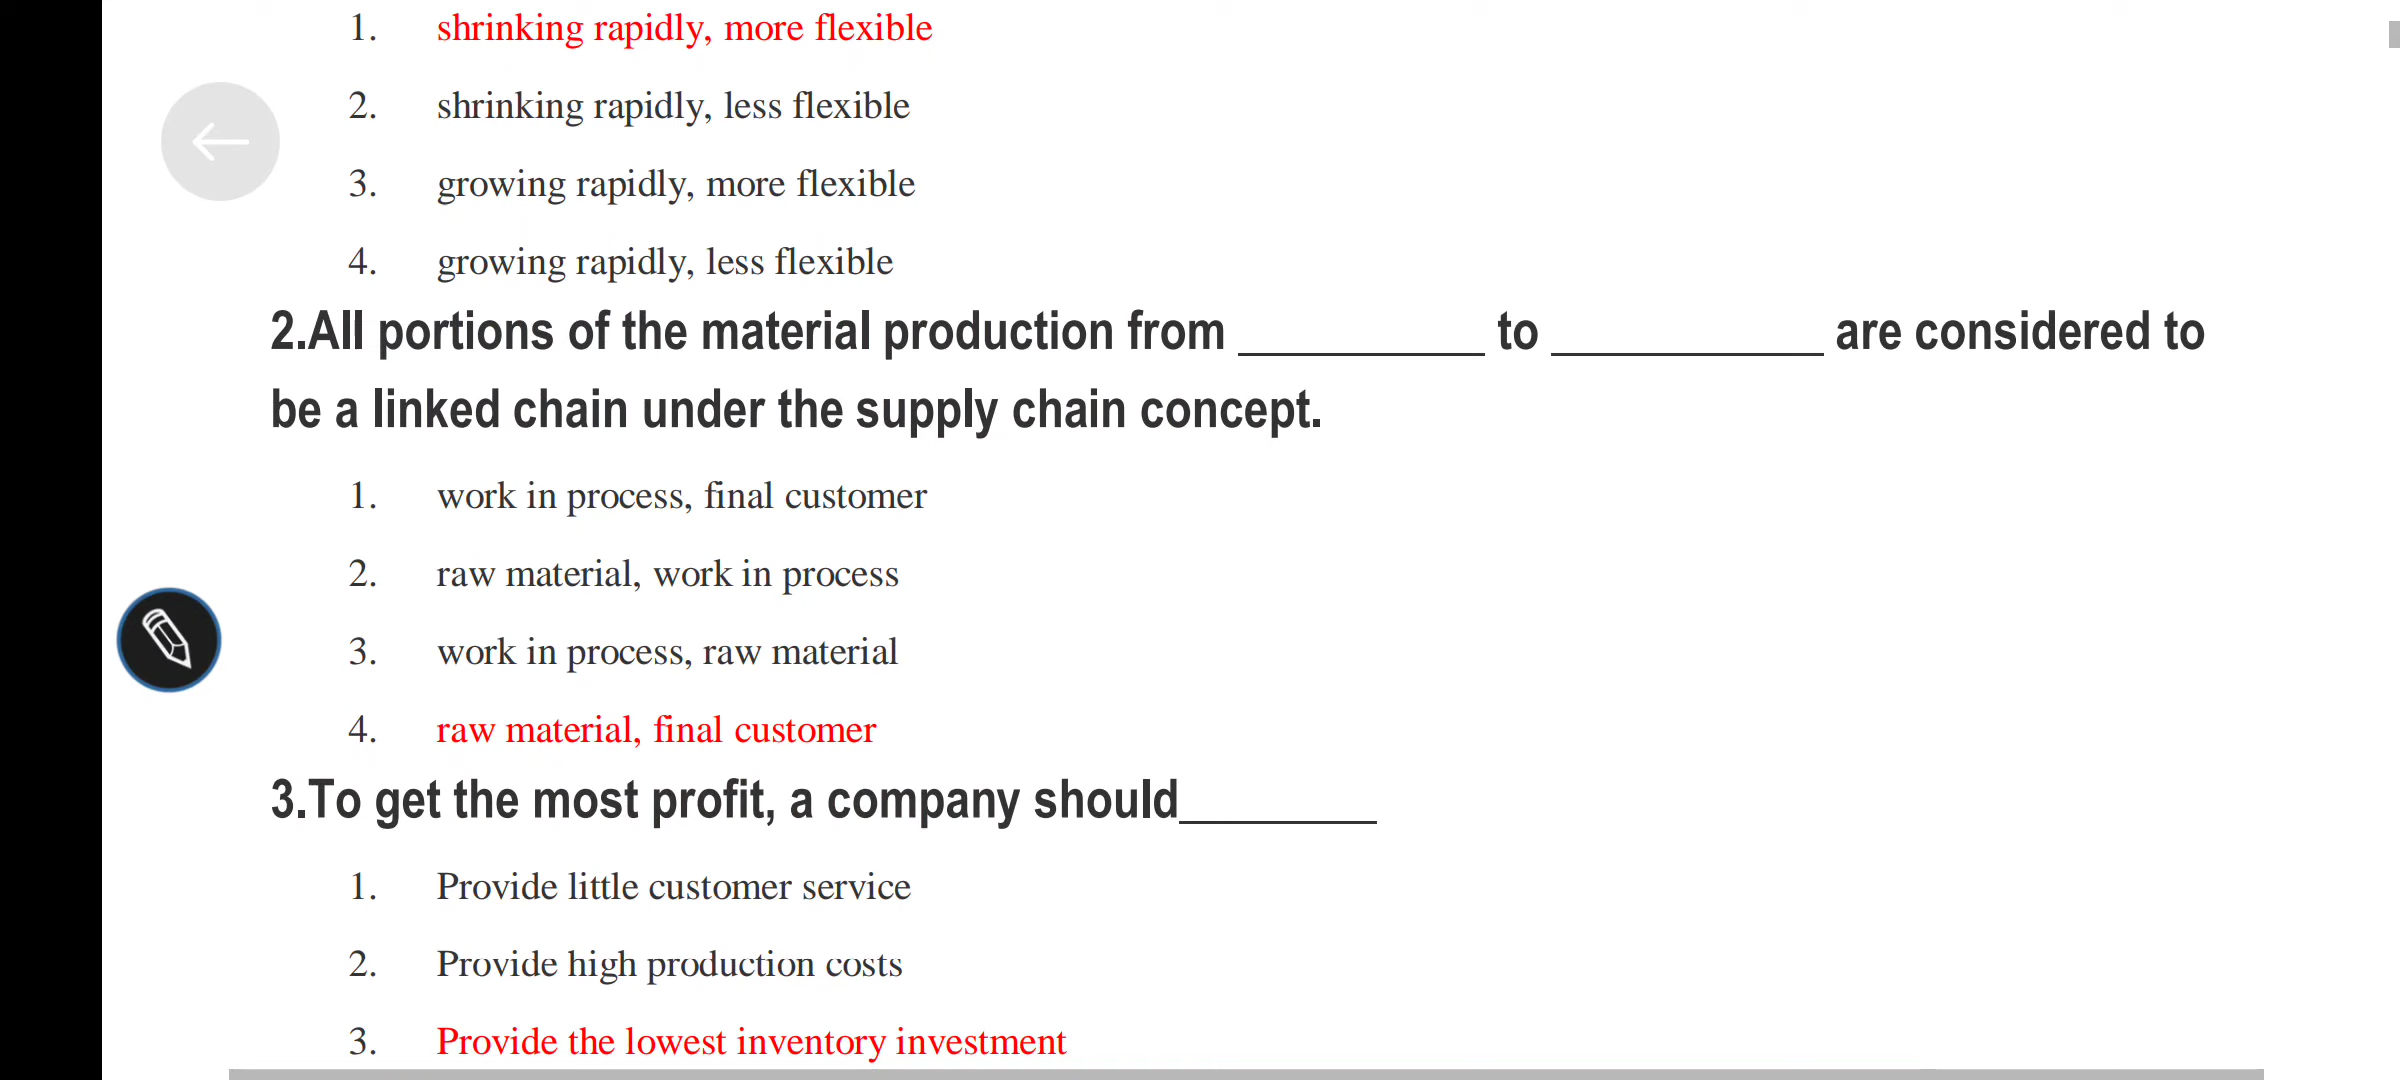 1. shrinking rapidly, more flexible
2. shrinking rapidly, less flexible
3. growing rapidly, more flexible
4. growing rapidly, less flexible
2.All portions of the material production from _________ to __________ are considered to
be a linked chain under the supply chain concept.
1. work in process, final customer
2. raw material, work in process
3. work in process, raw material
4. raw material, final customer
3.To get the most profit, a company should_______
1. Provide little customer service
2. Provide high production costs
3. Provide the lowest inventory investment